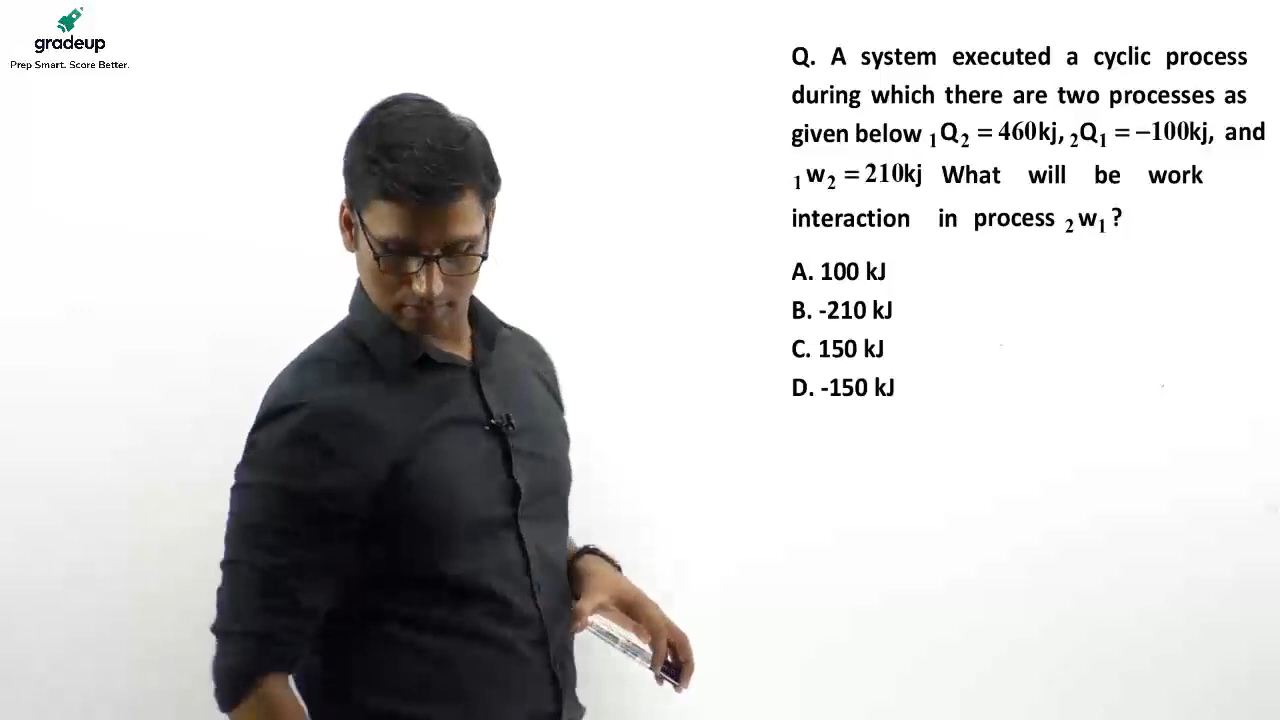 gradeup
Prep Smart. Score Better.
Q. A system executed a cyclic process
during which there are two processes as
given below ₁Q₂ = 460kj, ₂Q₁ = −100kj, and
₁w₂ = 210kj What will be work
interaction in process ₂w₁ ?
A. 100 kJ
B. -210 kJ
C. 150 kJ
D. -150 kJ